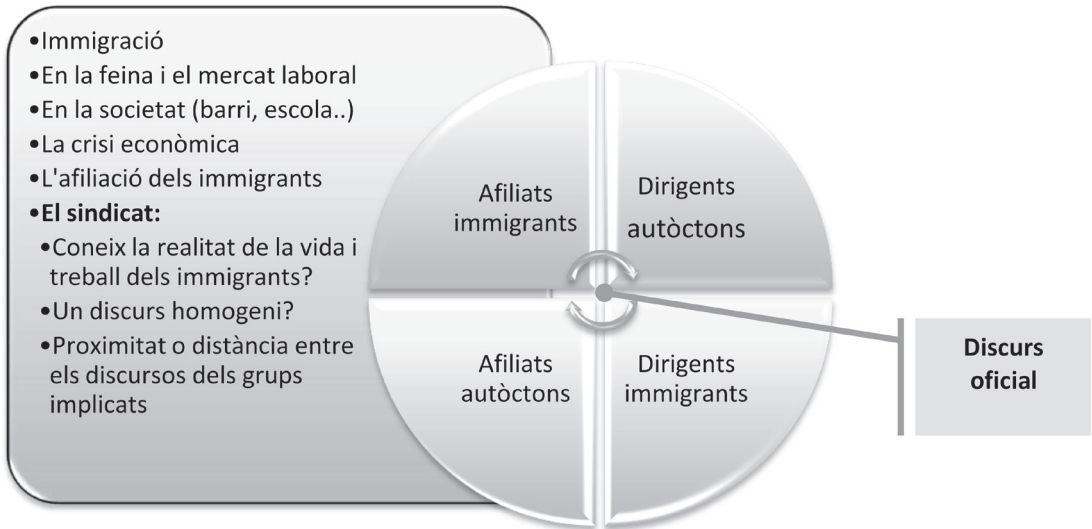 •Immigració
•En la feina i el mercat laboral
•En la societat (barri, escola..)
•La crisi econòmica
•L'afiliació dels immigrants
•El sindicat:
•Coneix la realitat de la vida i
treball dels immigrants?
•Un discurs homogeni?
•Proximitat o distància entre
els discursos dels grups
implicats
Afiliats
immigrants
Dirigents
autòctons
Afiliats
autòctons
Dirigents
immigrants
Discurs
oficial